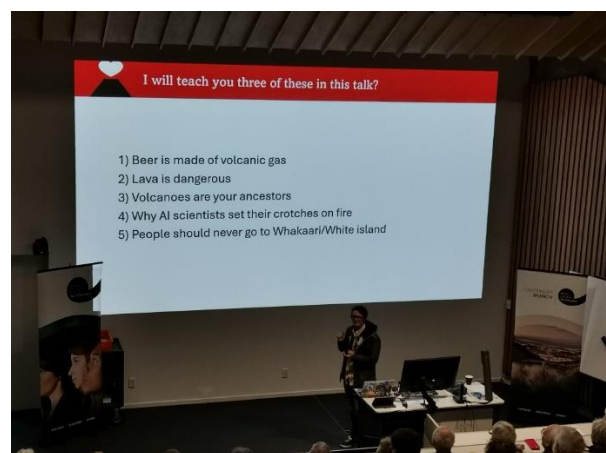 I will teach you three of these in this talk?
1) Beer is made of volcanic gas
2) Lava is dangerous
3) Volcanoes are your ancestors
4) Why AI scientists set their crotches on fire
5) People should never go to Whakaari/White island
CANTERBURY
BRANCH